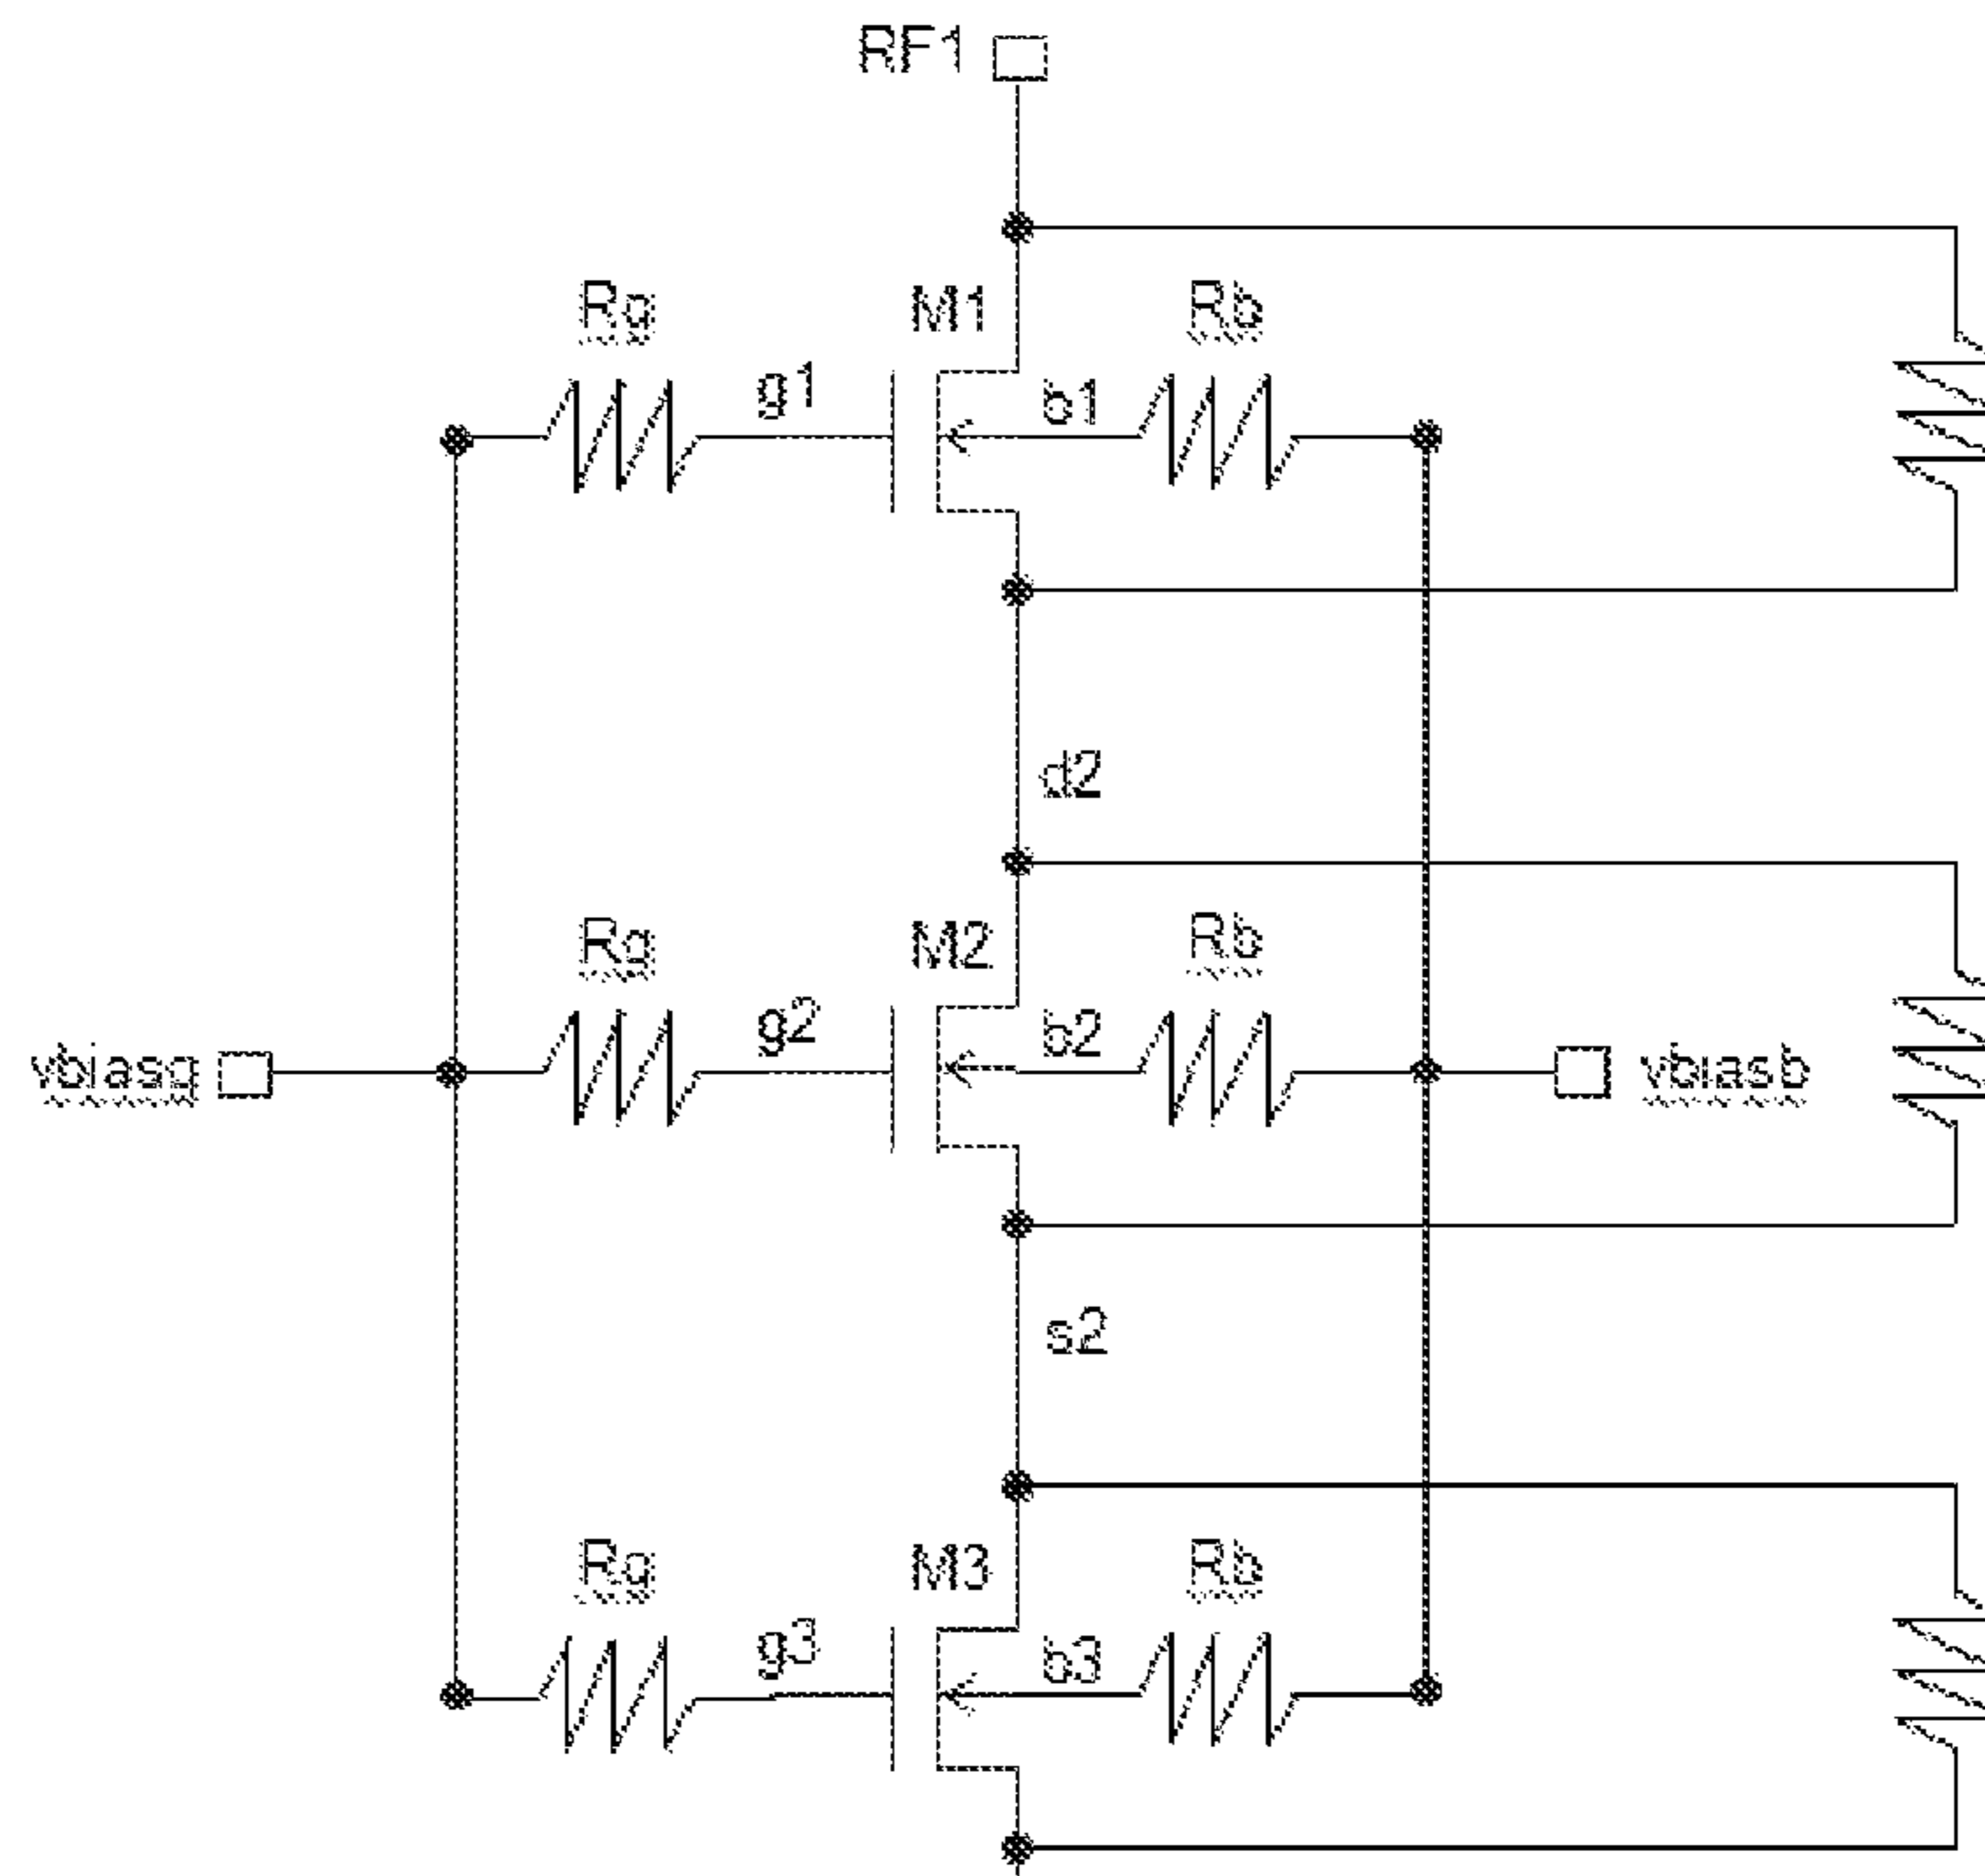 RF1
Rg
M1
Rb
g1
b1
d2
Rg
M2
Rb
g2
b2
vbiasg
vbiasb
s2
Rg
M3
Rb
g3
b3